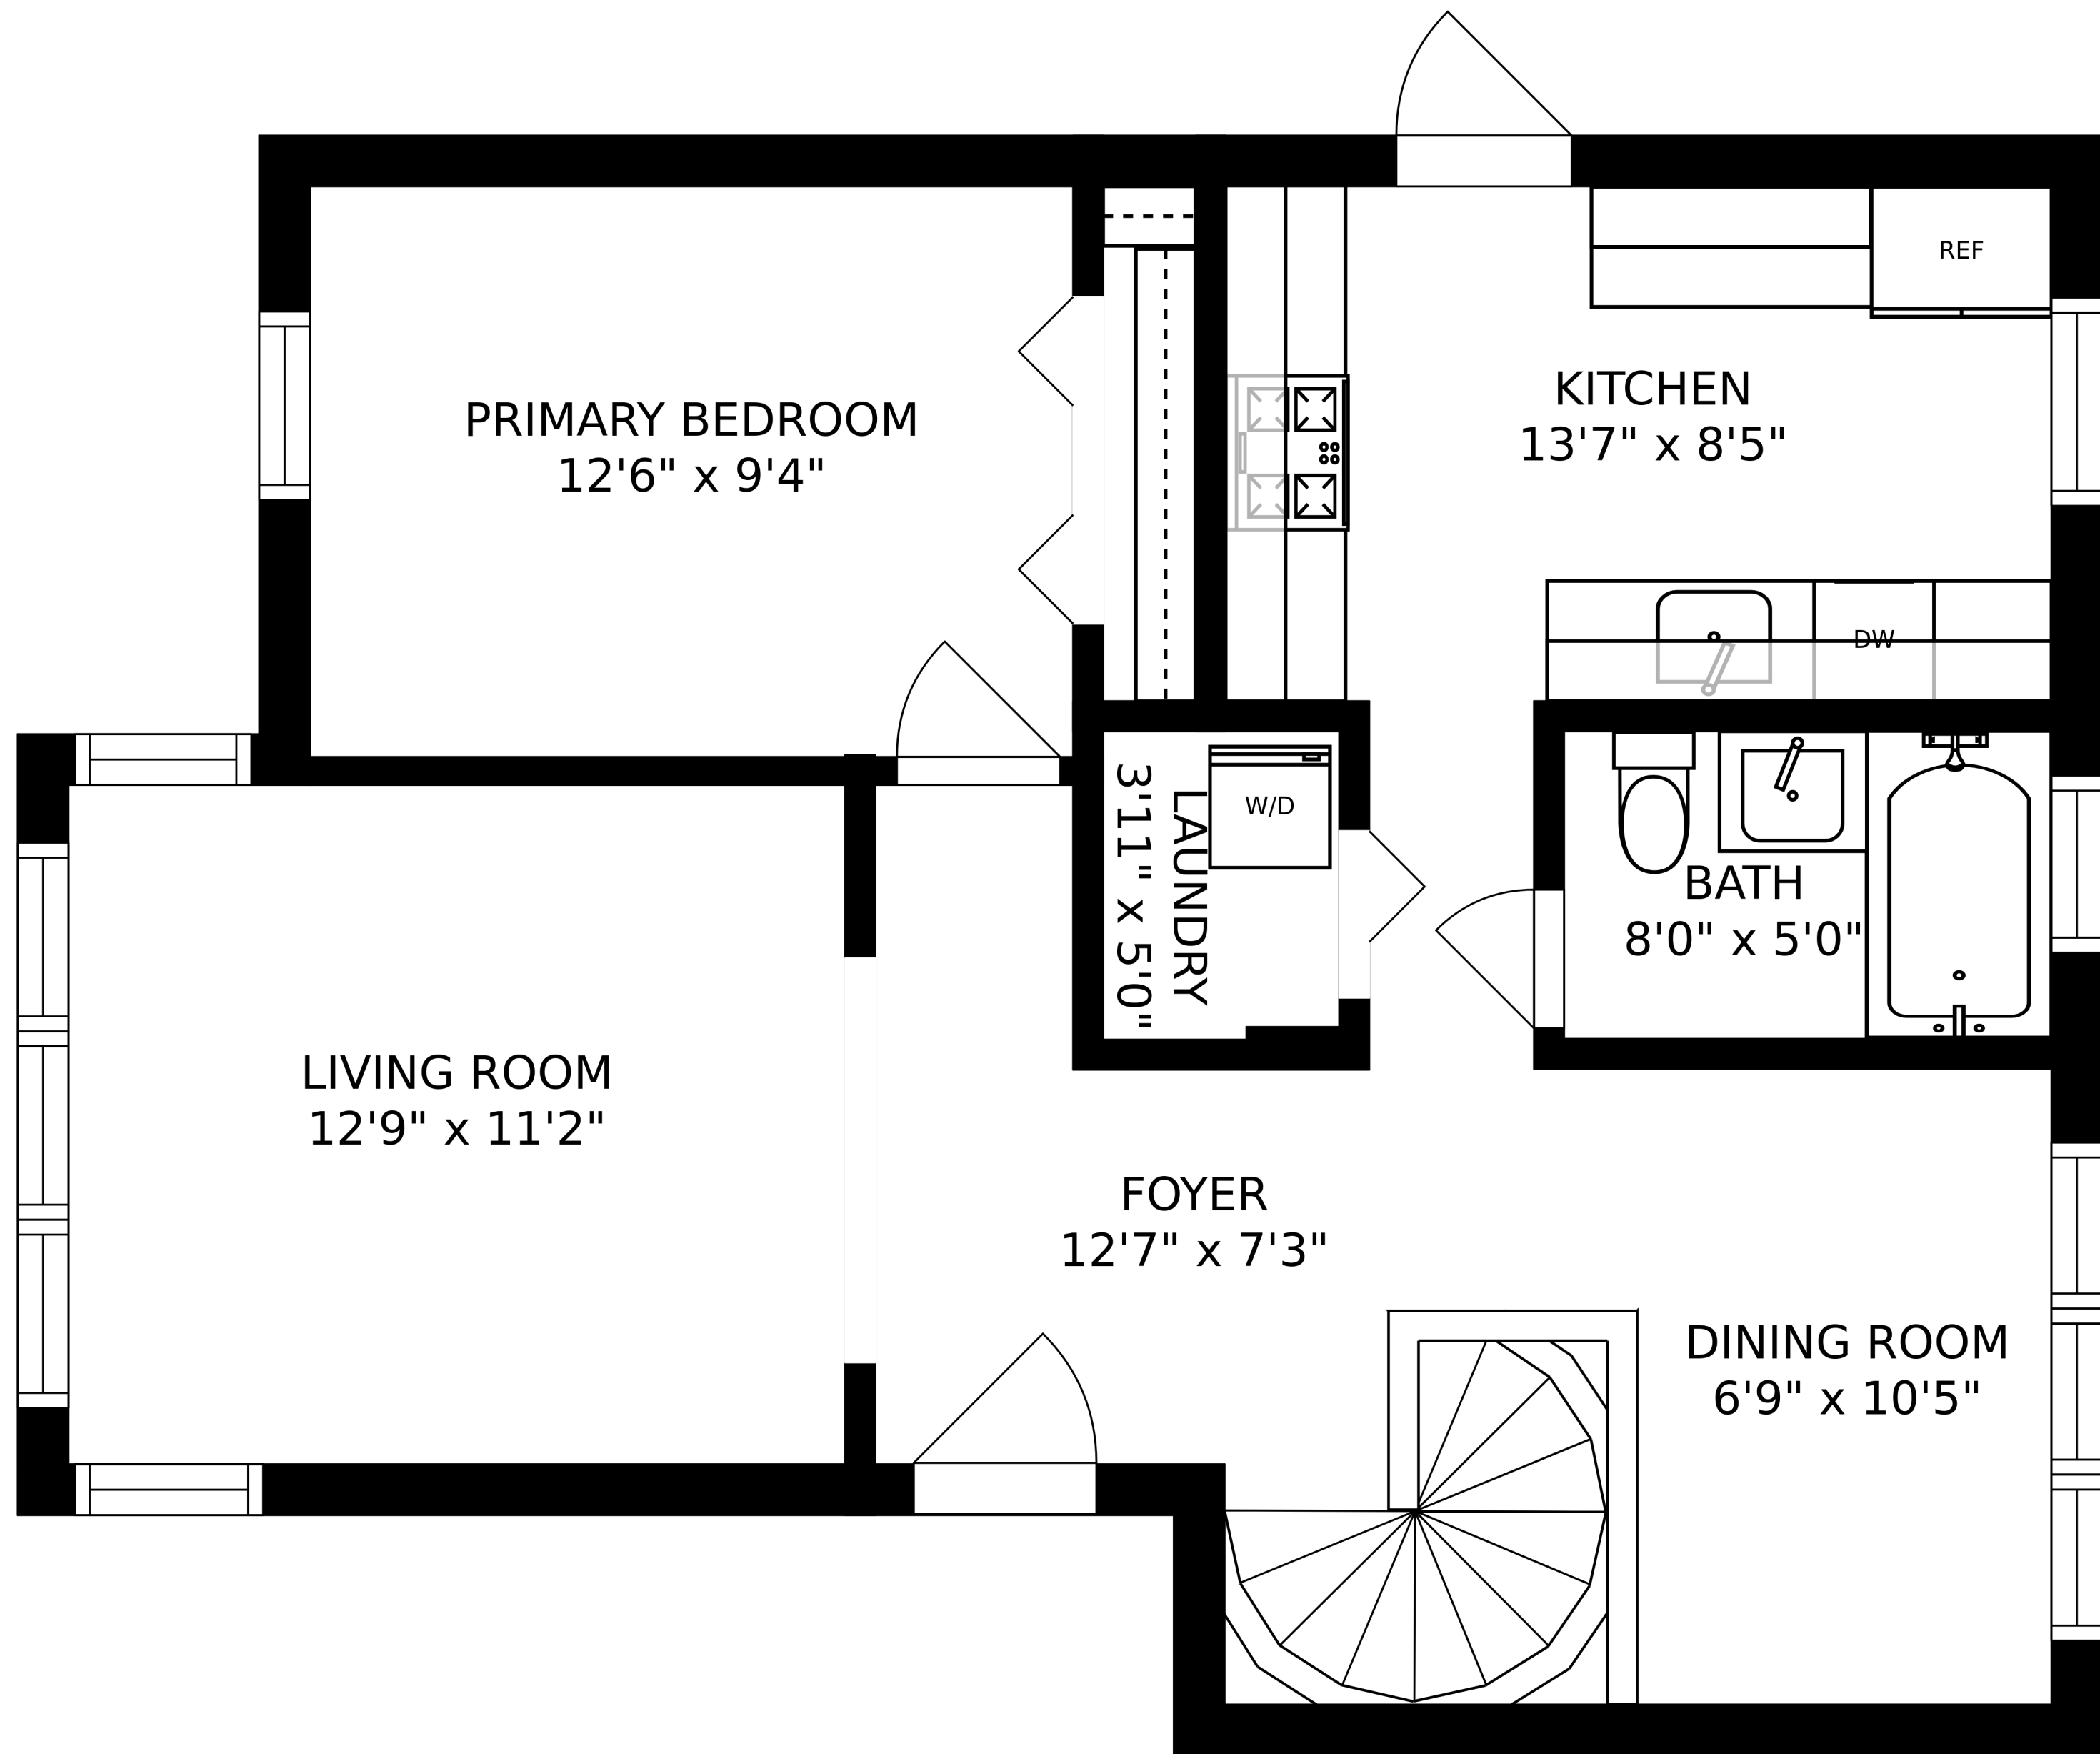 REF
KITCHEN
13'7" x 8'5"
PRIMARY BEDROOM
12'6" x 9'4"
DW
W/D
LAUNDRY
3'11" x 5'0"
BATH
8'0" x 5'0"
LIVING ROOM
12'9" x 11'2"
FOYER
12'7" x 7'3"
DINING ROOM
6'9" x 10'5"